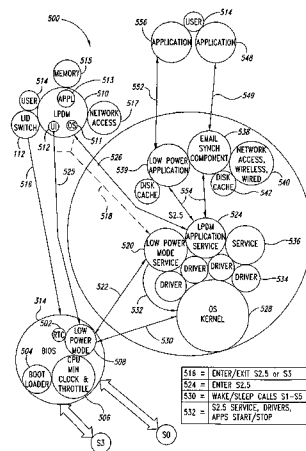 500
556
USER
514
APPLICATION
APPLICATION
548
515
MEMORY
513
514
APPL
510
USER
LPDM
NETWORK
ACCESS
517
LID
SWITCH
UI
OS
511
112
512
552
549
EMAIL
SYNCH
COMPONENT
538
NETWORK
ACCESS,
WIRELESS,
WIRED
540
526
539
LOW POWER
APPLICATION
DISK
CACHE
554
DISK
CACHE
542
516
525
518
S2.5
524
LPDM
APPLICATION
SERVICE
SERVICE
536
520
LOW POWER
MODE
SERVICE
DRIVER
DRIVER
DRIVER
534
DRIVER
532
OS
KERNEL
528
522
530
314
502
RTC
LOW
POWER
MODE
BIOS
508
504
CPU
MIN
CLOCK &
THROTTLE
BOOT
LOADER
506
S3
S0
516 = ENTER/EXIT S2.5 or S3
524 = ENTER S2.5
530 = WAKE/SLEEP CALLS S1-S5
532 = S2.5 SERVICE, DRIVERS,
APPS START/STOP